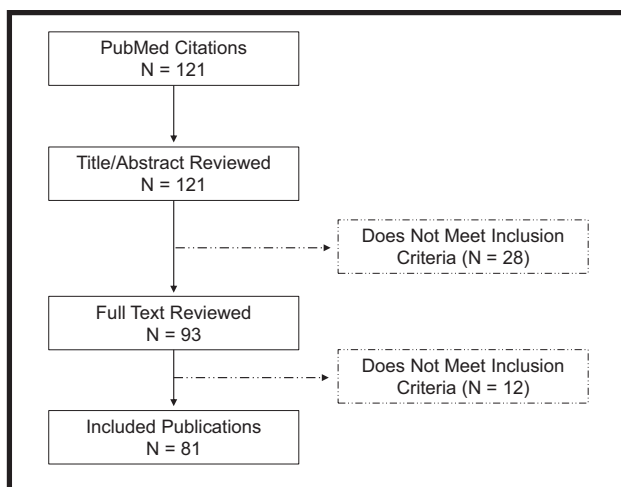 PubMed Citations
N = 121
Title/Abstract Reviewed
N = 121
Does Not Meet Inclusion
Criteria (N = 28)
Full Text Reviewed
N = 93
Does Not Meet Inclusion
Criteria (N = 12)
Included Publications
N = 81